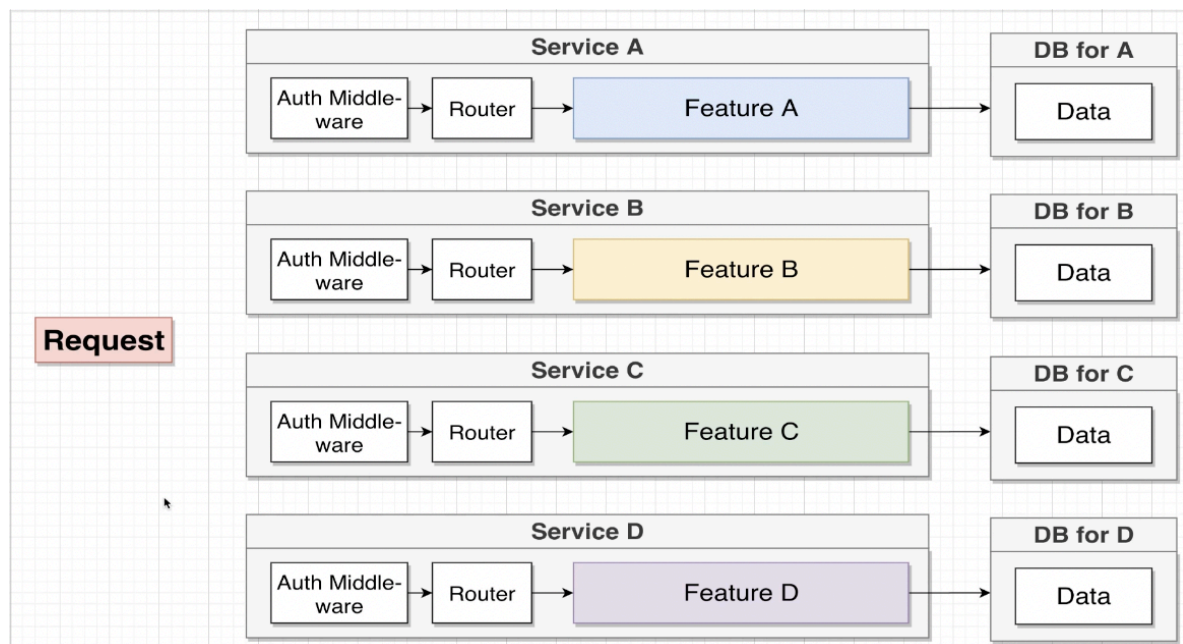 Service A
DB for A
Auth Middle-
ware
Router
Feature A
Data
Service B
DB for B
Auth Middle-
ware
Router
Feature B
Data
Request
Service C
DB for C
Auth Middle-
ware
Router
Feature C
Data
Service D
DB for D
Auth Middle-
ware
Router
Feature D
Data